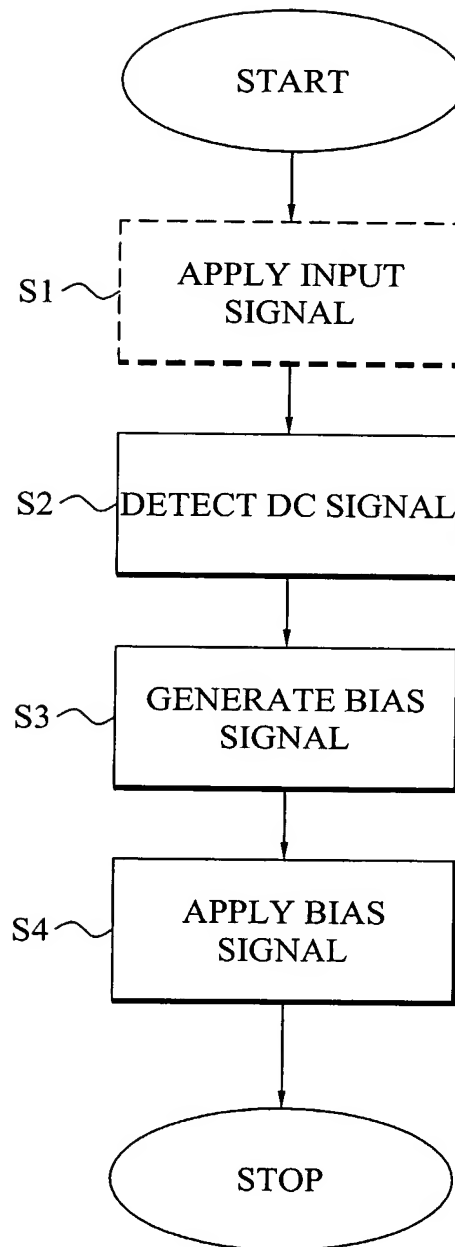 START
S1
APPLY INPUT
SIGNAL
S2
DETECT DC SIGNAL
S3
GENERATE BIAS
SIGNAL
S4
APPLY BIAS
SIGNAL
STOP